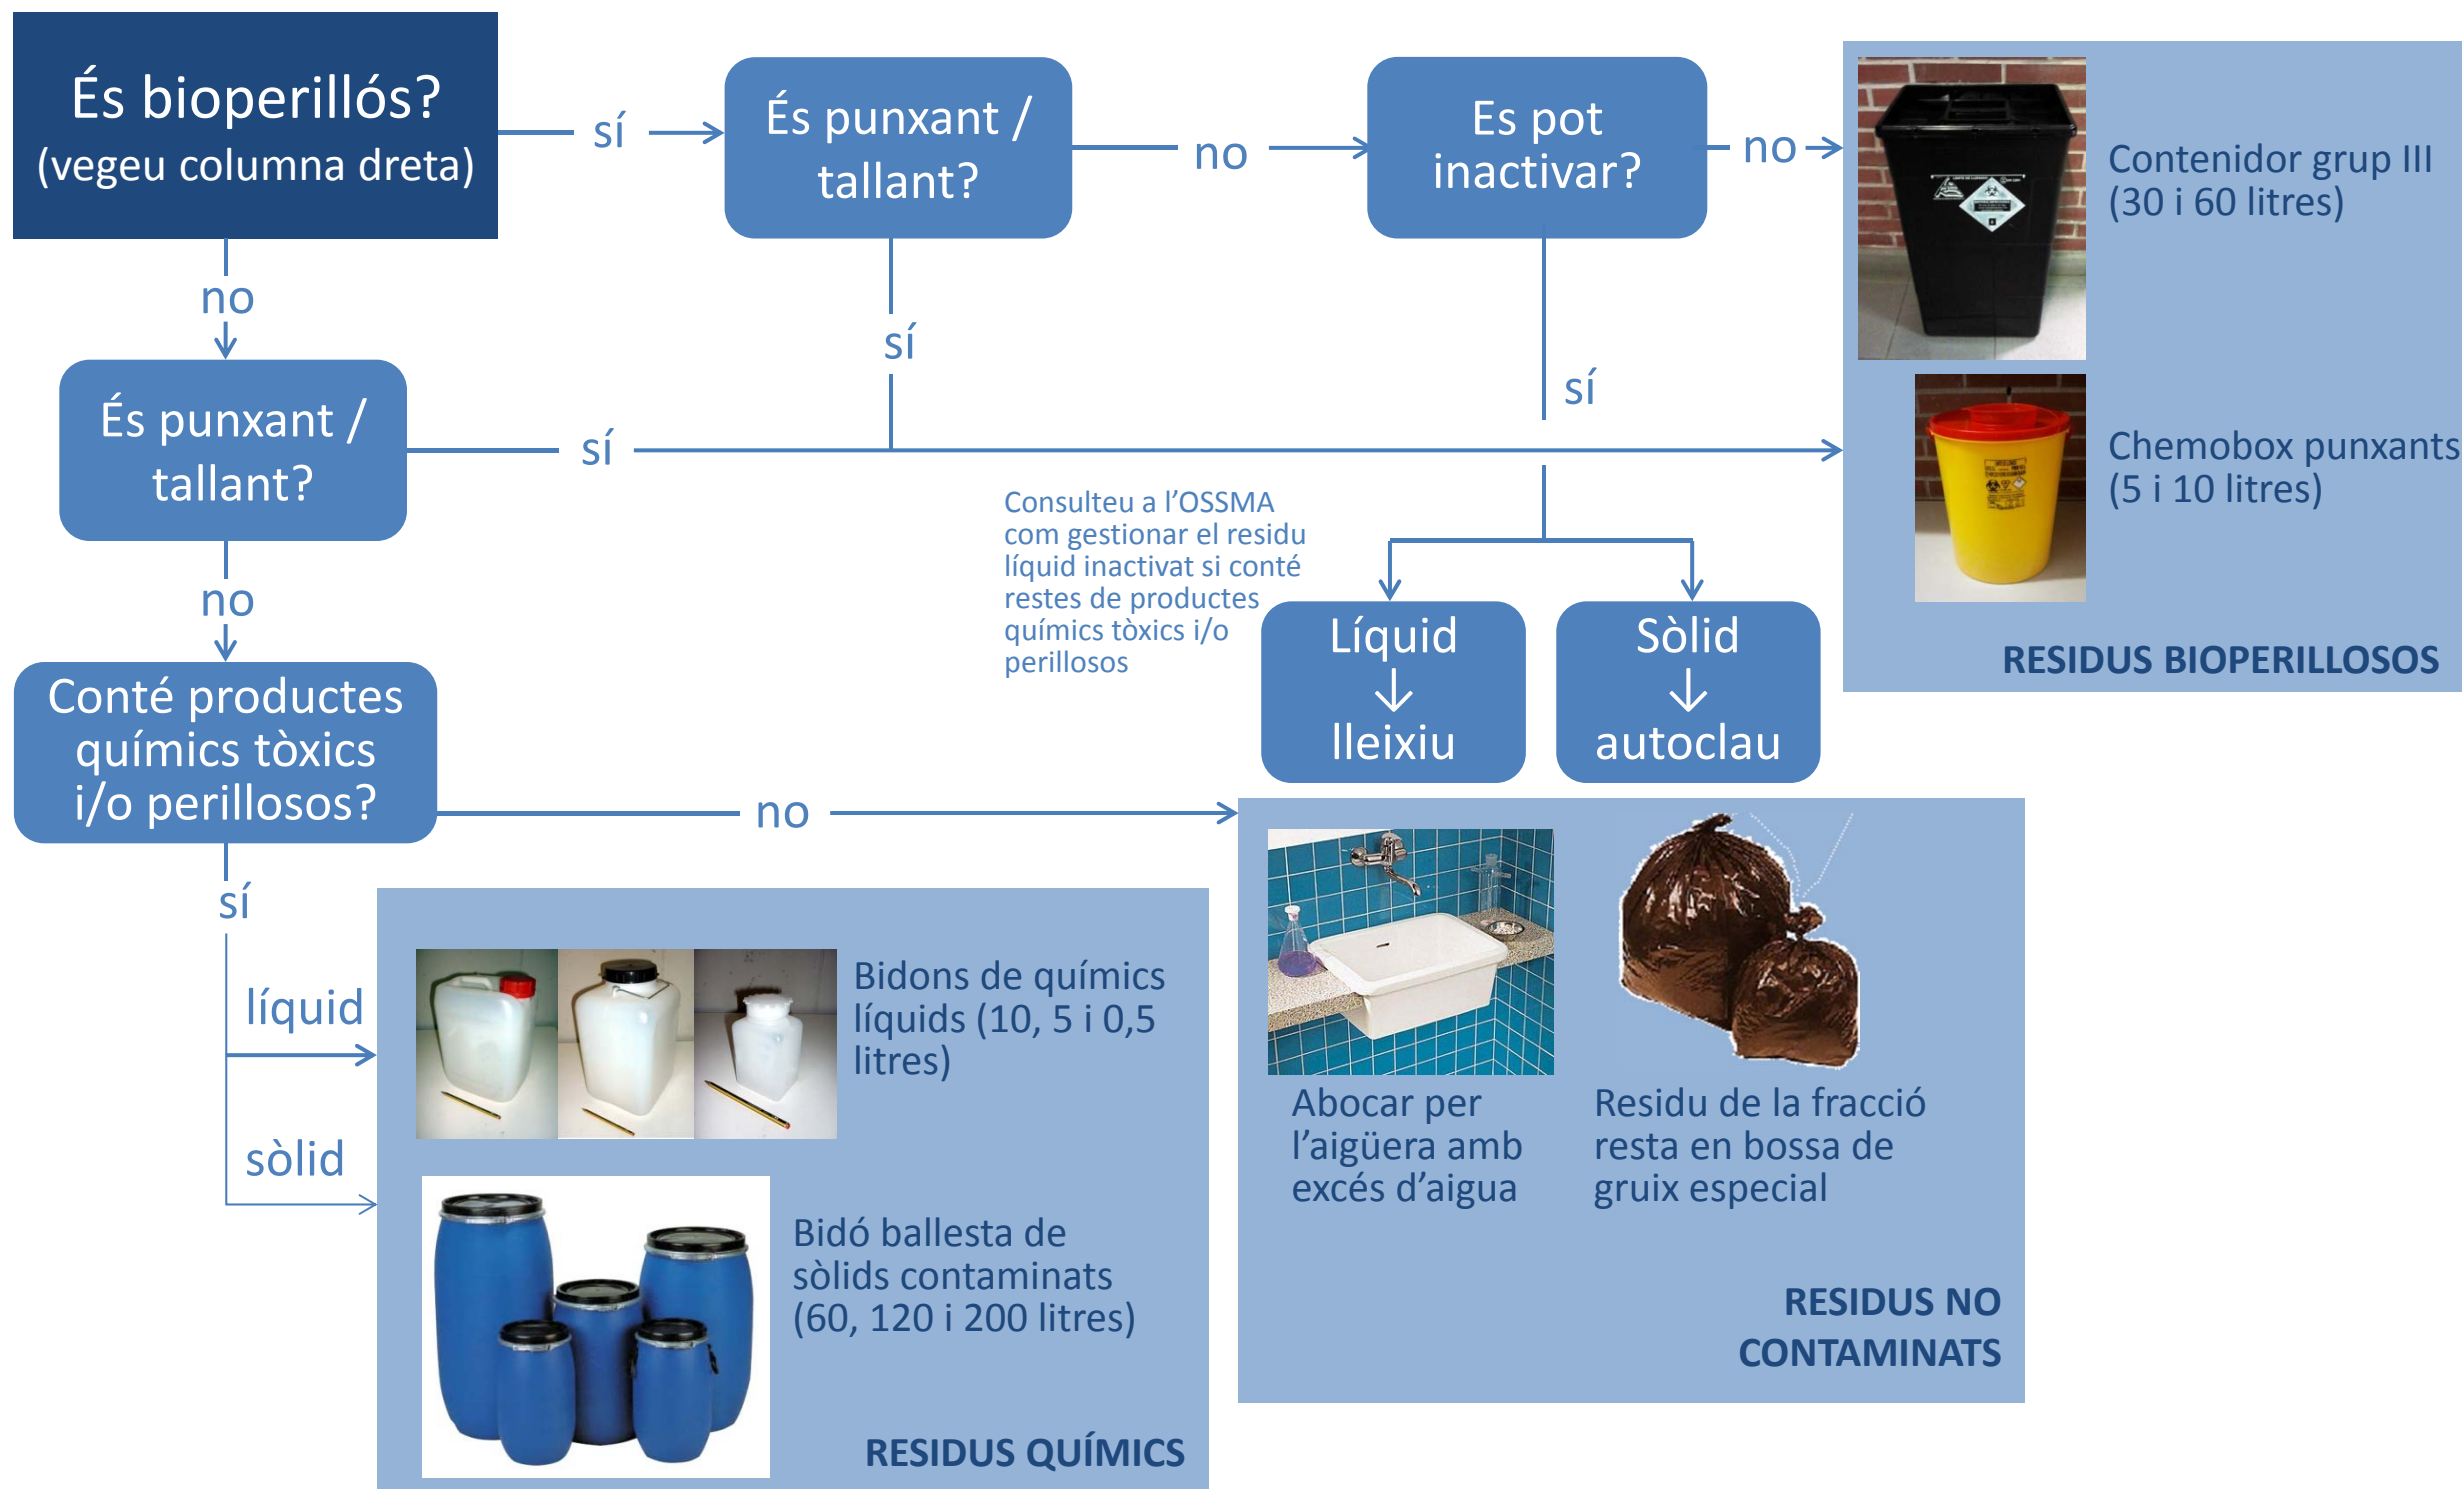 És bioperillós?
(vegeu columna dreta)
sí
És punxant /
tallant?
no
Es pot
inactivar?
no
Contenidor grup III
(30 i 60 litres)
no
sí
sí
És punxant /
tallant?
sí
Chemobox punxants
(5 i 10 litres)
RESIDUS BIOPERILLOSOS
Consulteu a l’OSSMA
com gestionar el residu
líquid inactivat si conté
restes de productes
químics tòxics i/o
perillosos
Líquid
lleixiu
Sòlid
autoclau
no
Conté productes
químics tòxics
i/o perillosos?
no
sí
líquid
sòlid
Bidons de químics
líquids (10, 5 i 0,5
litres)
Bidó ballesta de
sòlids contaminats
(60, 120 i 200 litres)
RESIDUS QUÍMICS
Abocar per
l’aigüera amb
excés d’aigua
Residu de la fracció
resta en bossa de
gruix especial
RESIDUS NO
CONTAMINATS